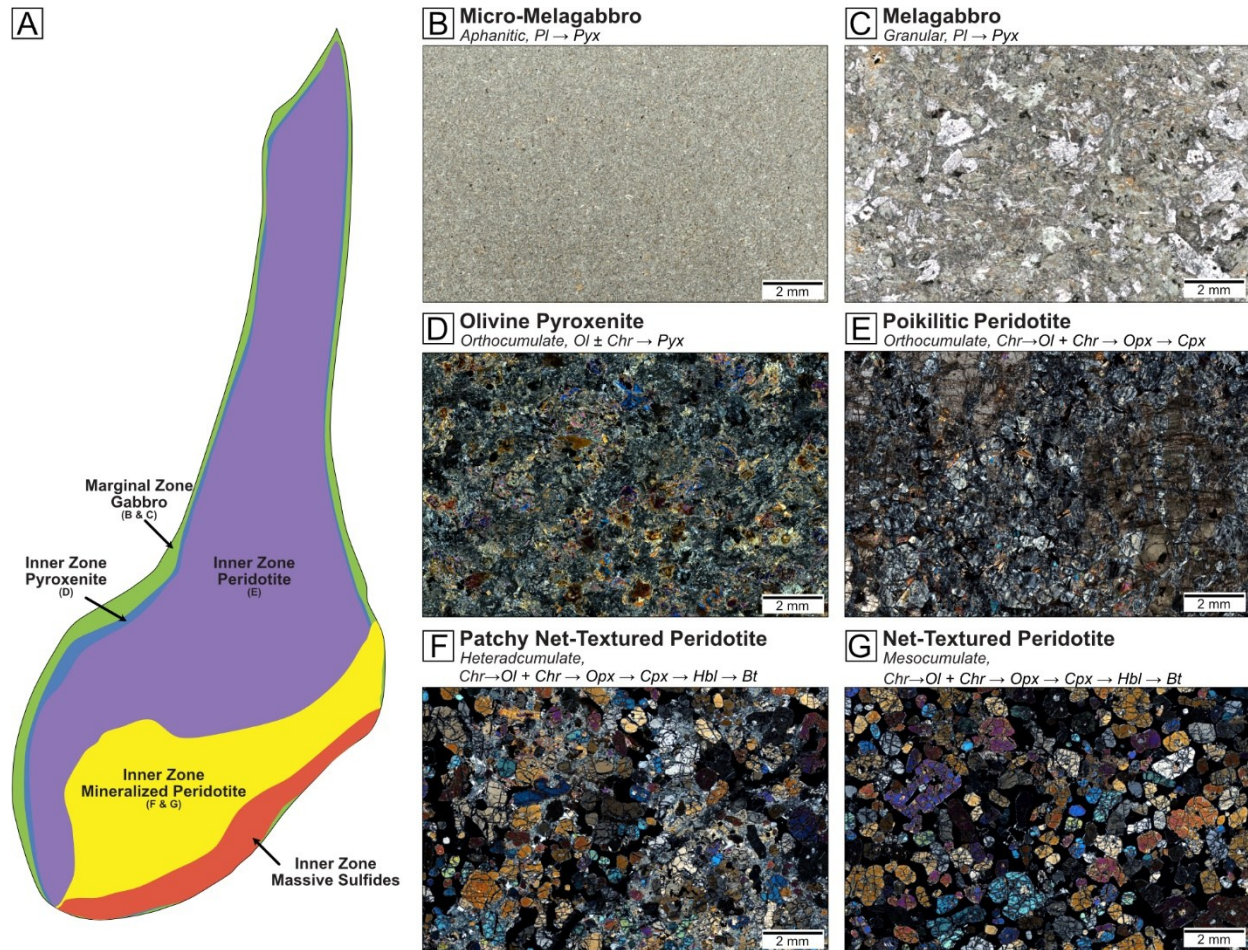 A
Marginal Zone
Gabbro
(B & C)
Inner Zone
Pyroxenite
(D)
Inner Zone
Peridotite
(E)
Inner Zone
Mineralized Peridotite
(F & G)
Inner Zone
Massive Sulfides
B Micro-Melagabbro
Aphanitic, Pl → Pyx
2 mm
C Melagabbro
Granular, Pl → Pyx
2 mm
D Olivine Pyroxenite
Orthocumulate, Ol ± Chr → Pyx
2 mm
E Poikilitic Peridotite
Orthocumulate, Chr→Ol + Chr → Opx → Cpx
2 mm
F Patchy Net-Textured Peridotite
Heteradcumulate,
Chr→Ol + Chr → Opx → Cpx → Hbl → Bt
2 mm
G Net-Textured Peridotite
Mesocumulate,
Chr→Ol + Chr → Opx → Cpx → Hbl → Bt
2 mm